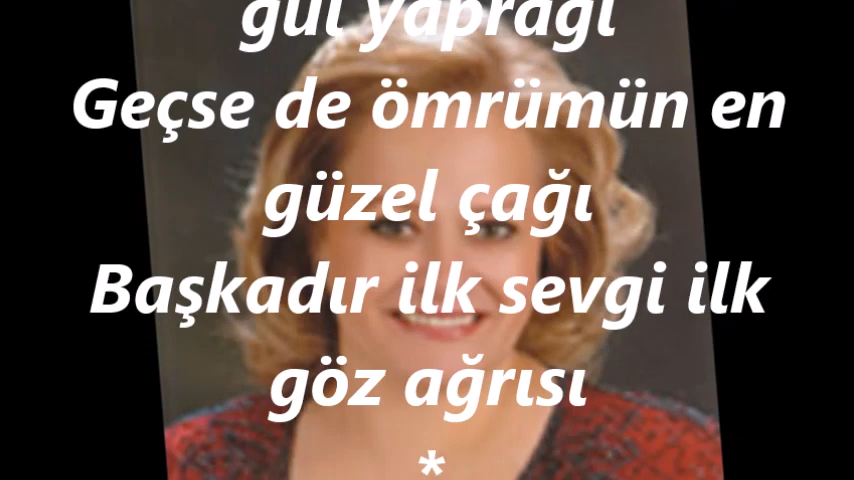 gül yaprağı
Geçse de ömrümün en
güzel çağı
Başkadır ilk sevgi ilk
göz ağrısı
*